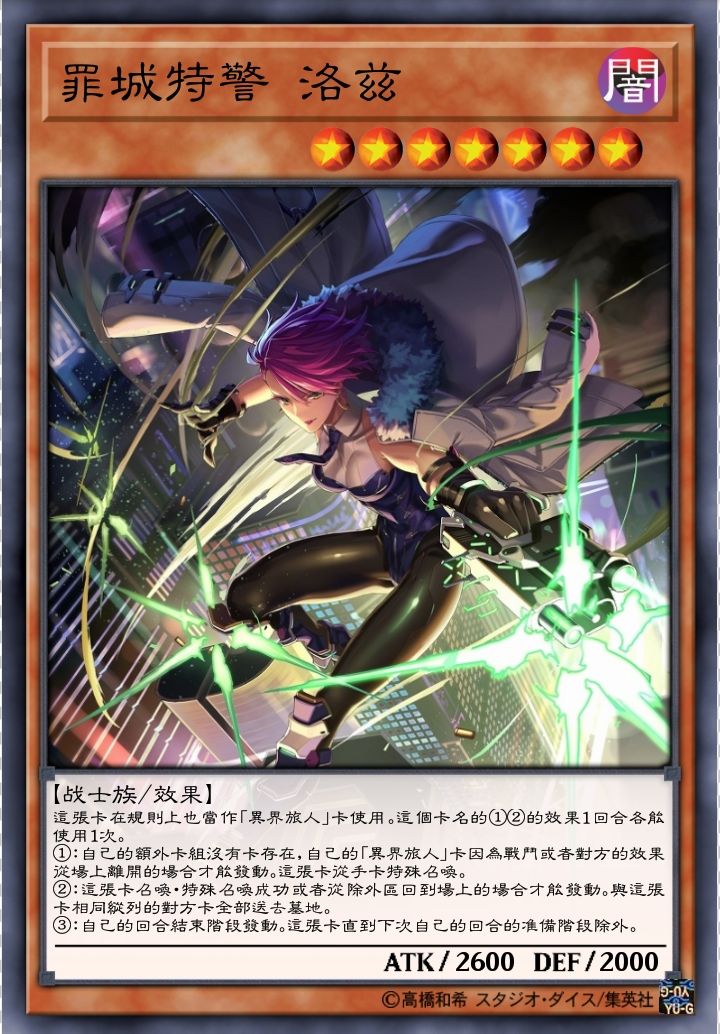 罪城特警 洛兹
闇
【战士族/效果】
這張卡在規則上也當作「異界旅人」卡使用。這個卡名的①②的效果1回合各能
使用1次。
①：自己的額外卡組沒有卡存在，自己的「異界旅人」卡因為戰鬥或者對方的效果
從場上離開的場合才能發動。這張卡從手卡特殊召喚。
②：這張卡召喚・特殊召喚成功或者從除外區回到場上的場合才能發動。與這張
卡相同縱列的對方卡全部送去墓地。
③：自己的回合結束階段發動。這張卡直到下次自己的回合的准備階段除外。
ATK/2600 DEF/2000
©高橋和希 スタジオ・ダイス/集英社